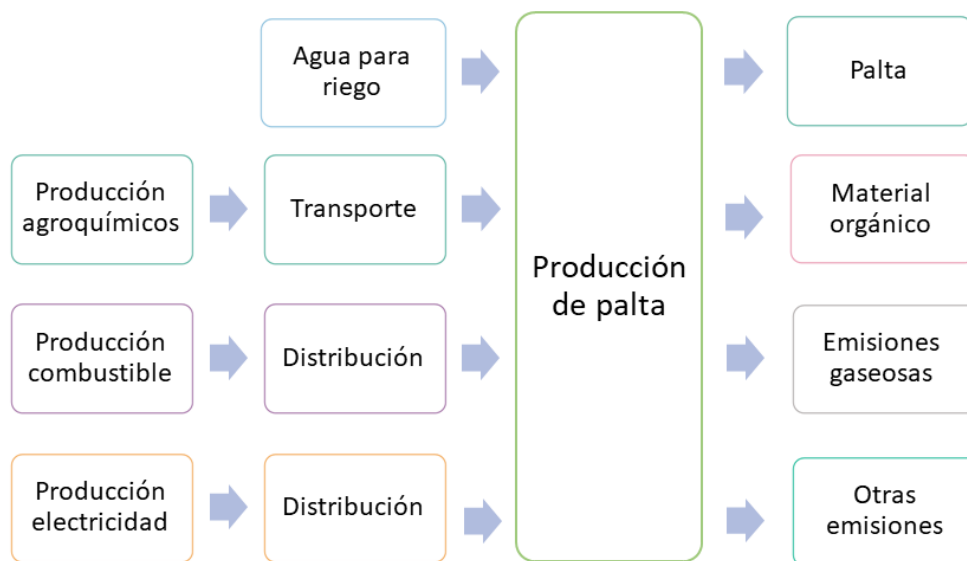 Agua para
riego
Palta
Producción
agroquímicos
Transporte
Material
orgánico
Producción
de palta
Producción
combustible
Distribución
Emisiones
gaseosas
Producción
electricidad
Distribución
Otras
emisiones